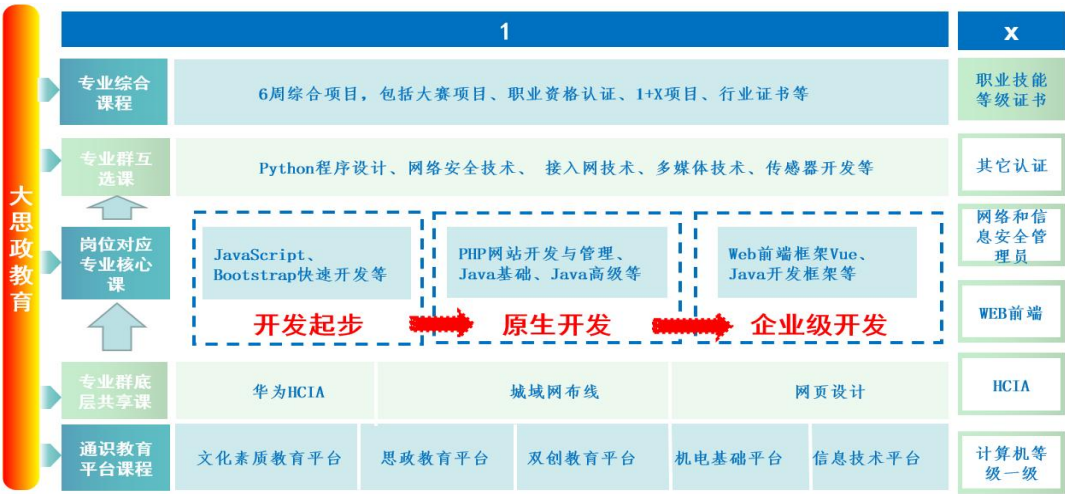 大思政教育
1
X
专业综合
课程
6周综合项目，包括大赛项目、职业资格认证、1+X项目、行业证书等
职业技能
等级证书
专业群互
选课
Python程序设计、网络安全技术、 接入网技术、多媒体技术、传感器开发等
其它认证
岗位对应
专业核心
课
JavaScript、
Bootstrap快速开发等
开发起步
PHP网站开发与管理、
Java基础、Java高级等
原生开发
Web前端框架Vue、
Java开发框架等
企业级开发
网络和信
息安全管
理员
WEB前端
专业群底
层共享课
华为HCIA
城域网布线
网页设计
HCIA
通识教育
平台课程
文化素质教育平台
思政教育平台
双创教育平台
机电基础平台
信息技术平台
计算机等
级一级